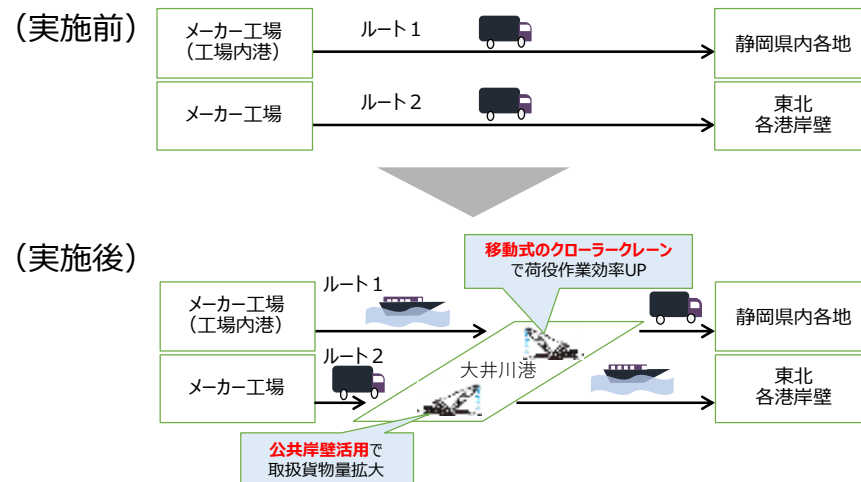 (実施前)
メーカー工場
(工場内港)
ルート1
静岡県内各地
メーカー工場
ルート2
東北
各港岸壁
(実施後)
移動式のクローラークレーン
で荷役作業効率UP
ルート1
メーカー工場
(工場内港)
静岡県内各地
ルート2
メーカー工場
大井川港
東北
各港岸壁
公共岸壁活用で
取扱貨物量拡大